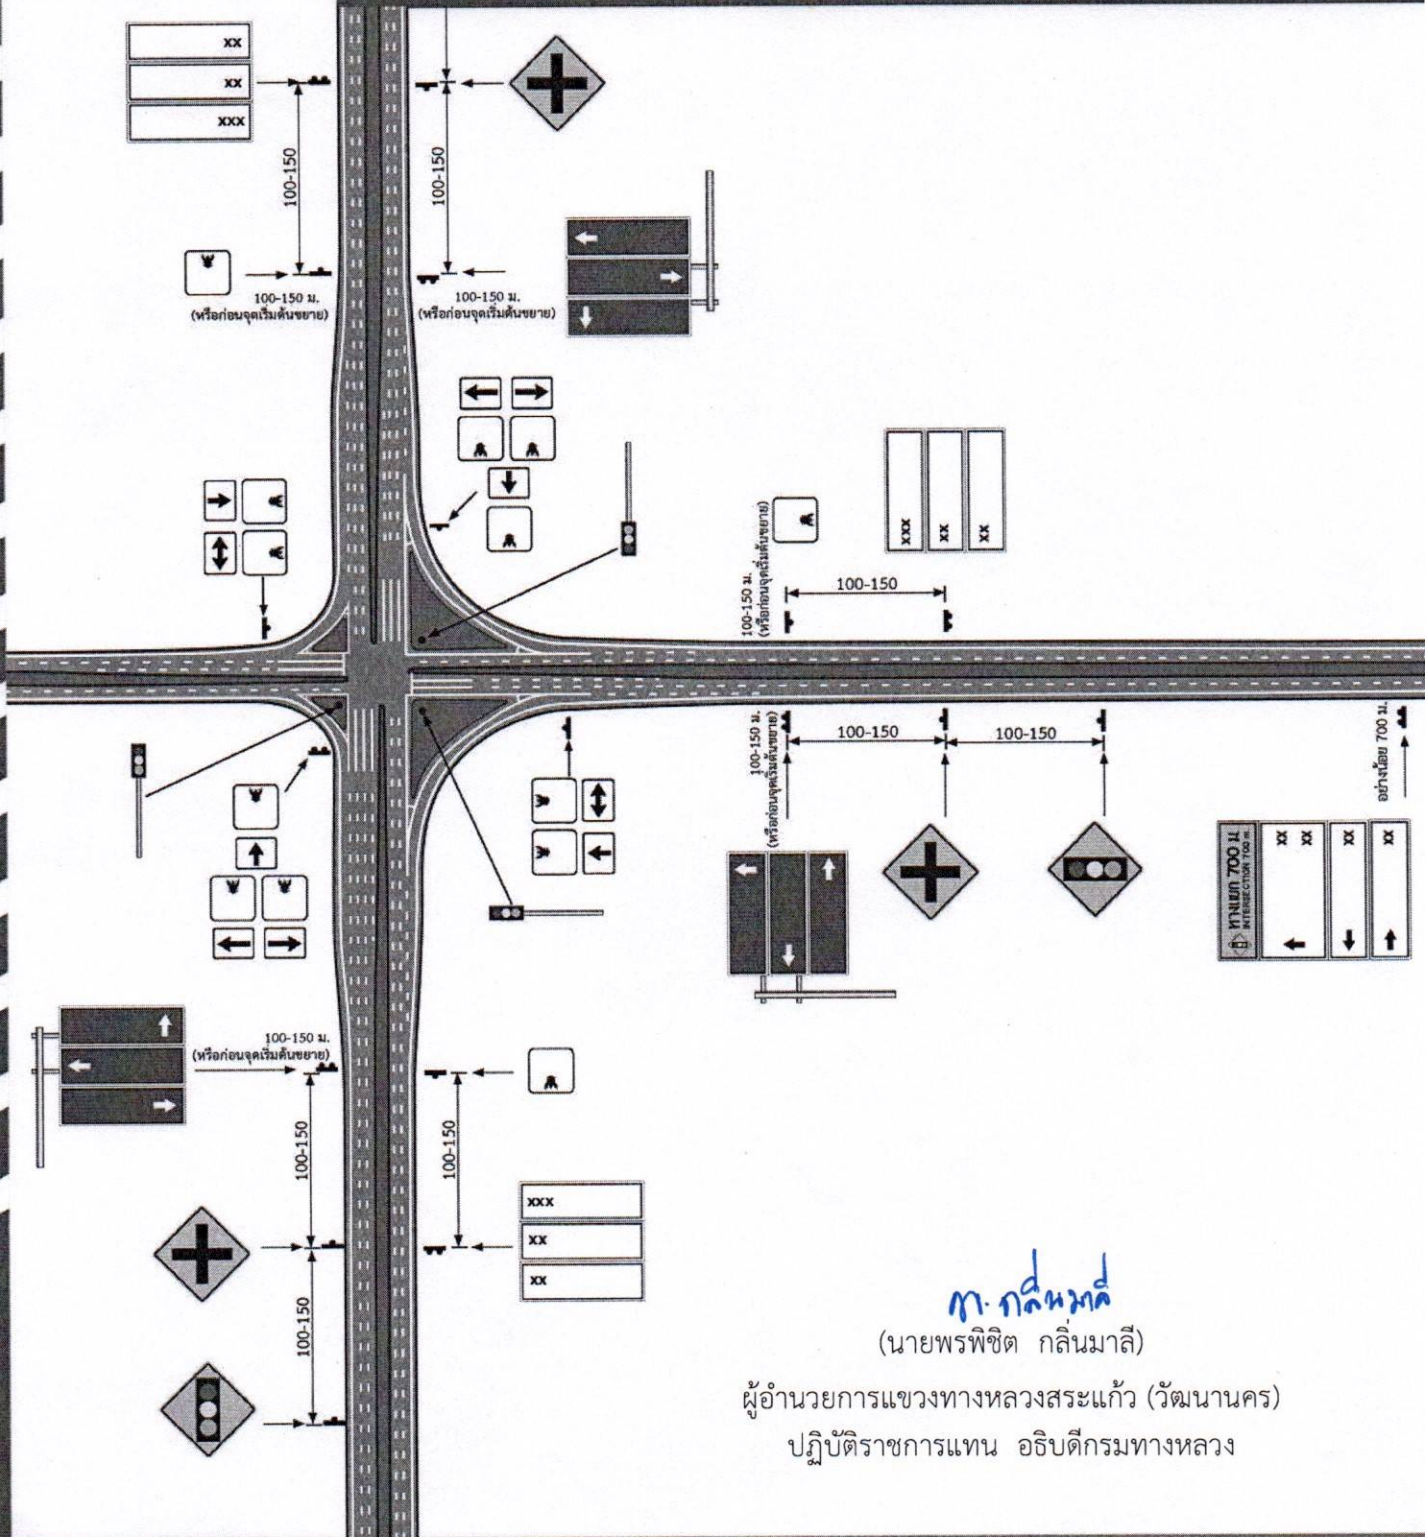 xx
xx
xxx
100-150
100-150
100-150 ม.
(หรือก่อนจุดเริ่มต้นขยาย)
100-150 ม.
(หรือก่อนจุดเริ่มต้นขยาย)
100-150 ม.
(หรือก่อนจุดเริ่มต้นขยาย)
xxx
xx
xx
100-150
100-150 ม.
(หรือก่อนจุดเริ่มต้นขยาย)
100-150
100-150
อย่างน้อย 700 ม.
ทางแยก 700 ม
INTERSECTION 700 m.
xx
xx
xx
xx
100-150 ม.
(หรือก่อนจุดเริ่มต้นขยาย)
100-150
100-150
xxx
xx
xx
100-150
(นายพรพิชิต กลิ่นมาลี)
ผู้อำนวยการแขวงทางหลวงสระแก้ว (วัฒนานคร)
ปฏิบัติราชการแทน อธิบดีกรมทางหลวง